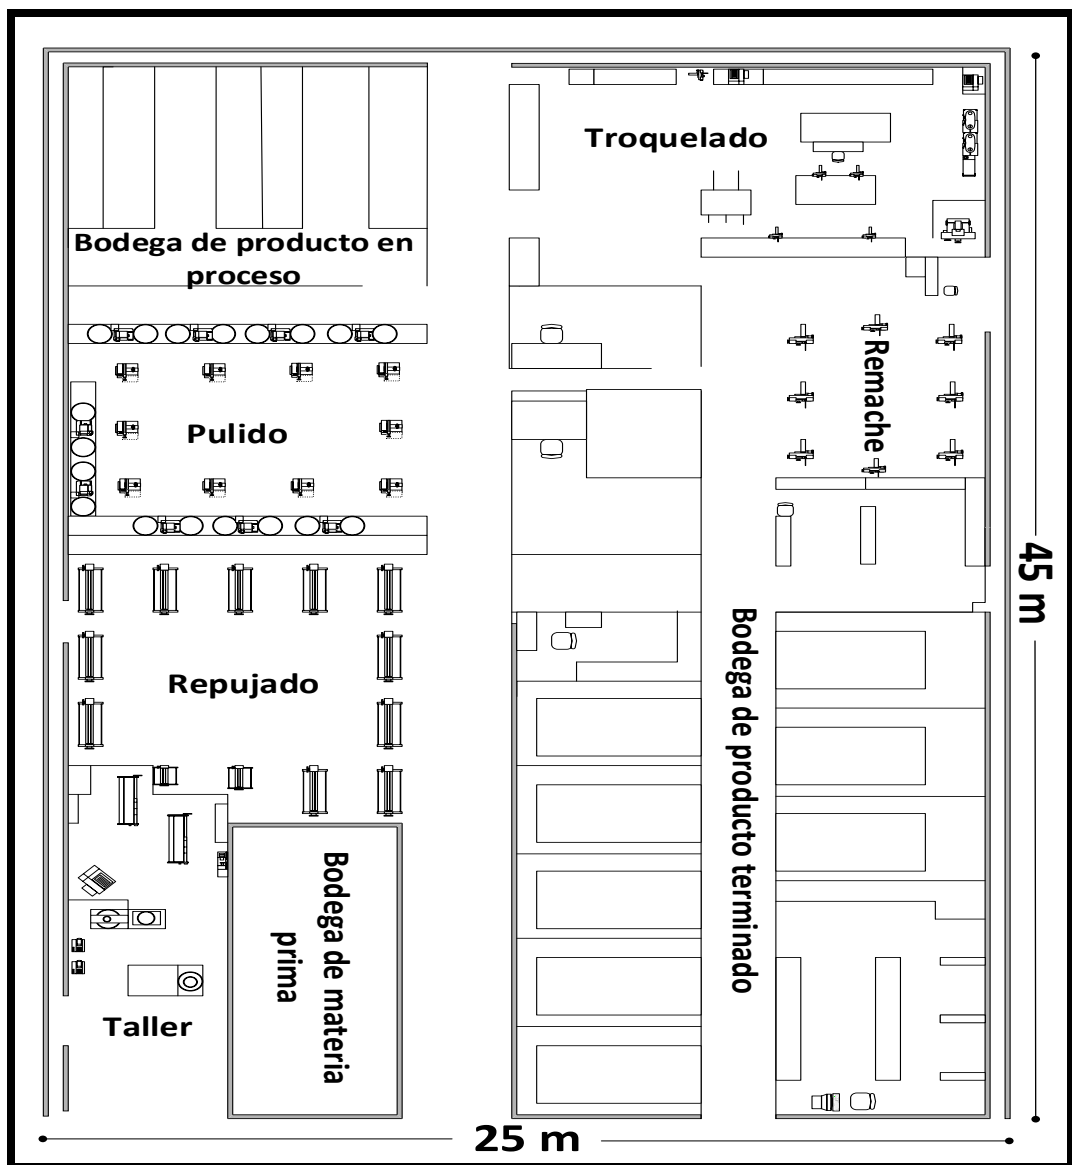 Troquelado
Bodega de producto en
proceso
Remache
Pulido
45 m
Repujado
Bodega de producto terminado
Bodega de materia
prima
Taller
25 m